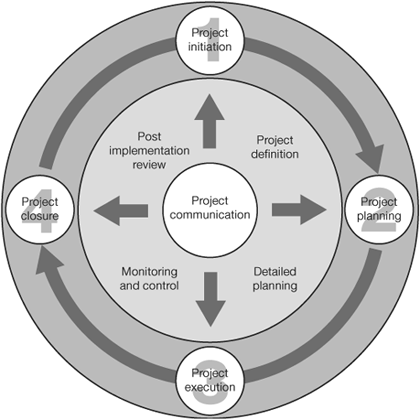 1
Project
initiation
Post
implementation
review
Project
definition
4
Project
closure
Project
communication
2
Project
planning
Monitoring
and control
Detailed
planning
3
Project
execution